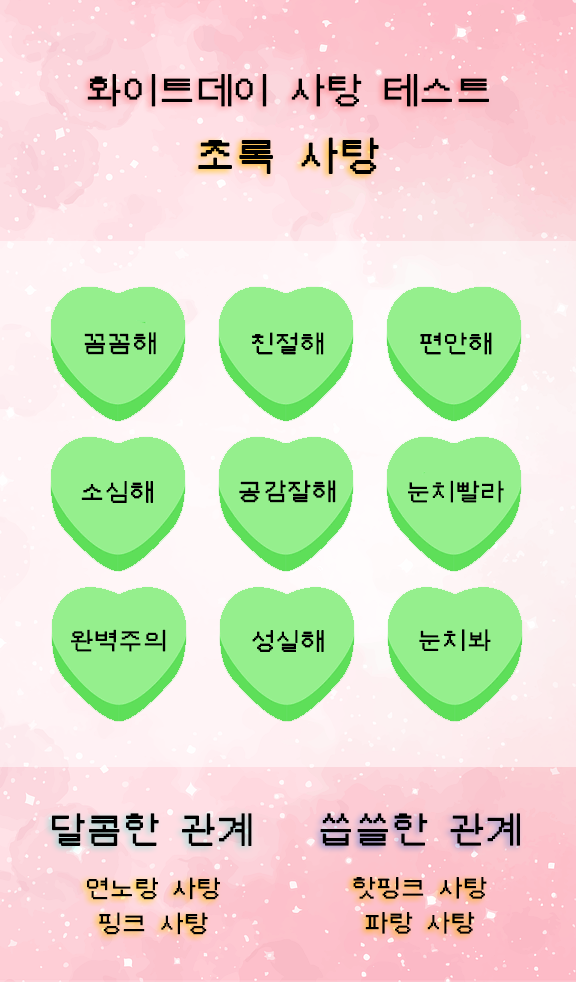 화이트데이 사탕 테스트
초록 사탕
꼼꼼해 친절해 편안해
소심해 공감잘해 눈치빨라
완벽주의 성실해 눈치봐
달콤한 관계 씁쓸한 관계
연노랑 사탕 핫핑크 사탕
핑크 사탕 파랑 사탕